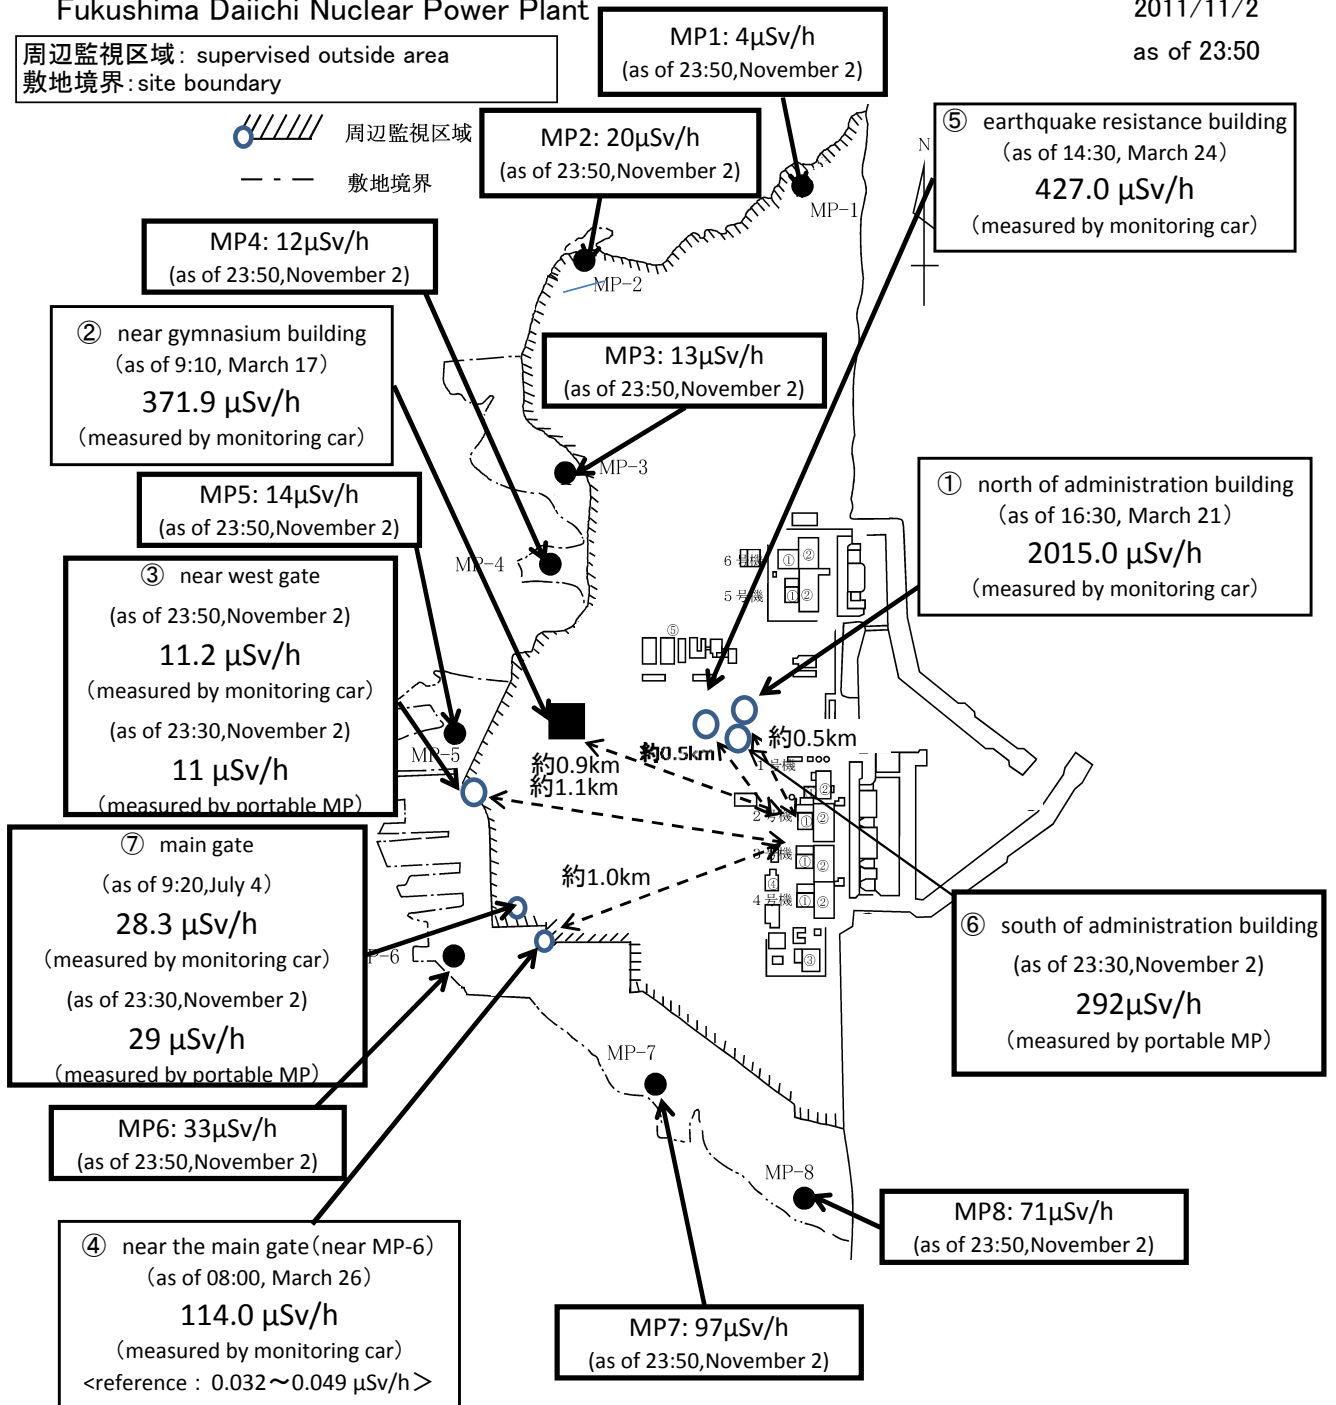 Fukushima Daiichi Nuclear Power Plant
2011/11/2
as of 23:50
周辺監視区域: supervised outside area
敷地境界:site boundary
周辺監視区域
敷地境界
MP1: 4μSv/h
(as of 23:50,November 2)
MP2: 20μSv/h
(as of 23:50,November 2)
⑤ earthquake resistance building
(as of 14:30, March 24)
427.0 μSv/h
(measured by monitoring car)
N
MP-1
MP4: 12μSv/h
(as of 23:50,November 2)
MP-2
② near gymnasium building
(as of 9:10, March 17)
371.9 μSv/h
(measured by monitoring car)
MP3: 13μSv/h
(as of 23:50,November 2)
MP-3
MP5: 14μSv/h
(as of 23:50,November 2)
① north of administration building
(as of 16:30, March 21)
2015.0 μSv/h
(measured by monitoring car)
MP-4
6号機
① ②
5号機
① ②
③ near west gate
(as of 23:50,November 2)
11.2 μSv/h
(measured by monitoring car)
(as of 23:30,November 2)
11 μSv/h
(measured by portable MP)
⑤
MP-5
約0.9km
約1.1km
約0.5km
約0.5km
1号機
②
2号機
① ②
3号機
① ②
④
4号機
① ②
③
約1.0km
⑦ main gate
(as of 9:20,July 4)
28.3 μSv/h
(measured by monitoring car)
(as of 23:30,November 2)
29 μSv/h
(measured by portable MP)
P-6
⑥ south of administration building
(as of 23:30,November 2)
292μSv/h
(measured by portable MP)
MP-7
MP6: 33μSv/h
(as of 23:50,November 2)
MP-8
MP8: 71μSv/h
(as of 23:50,November 2)
④ near the main gate(near MP-6)
(as of 08:00, March 26)
114.0 μSv/h
(measured by monitoring car)
<reference : 0.032～0.049 μSv/h>
MP7: 97μSv/h
(as of 23:50,November 2)